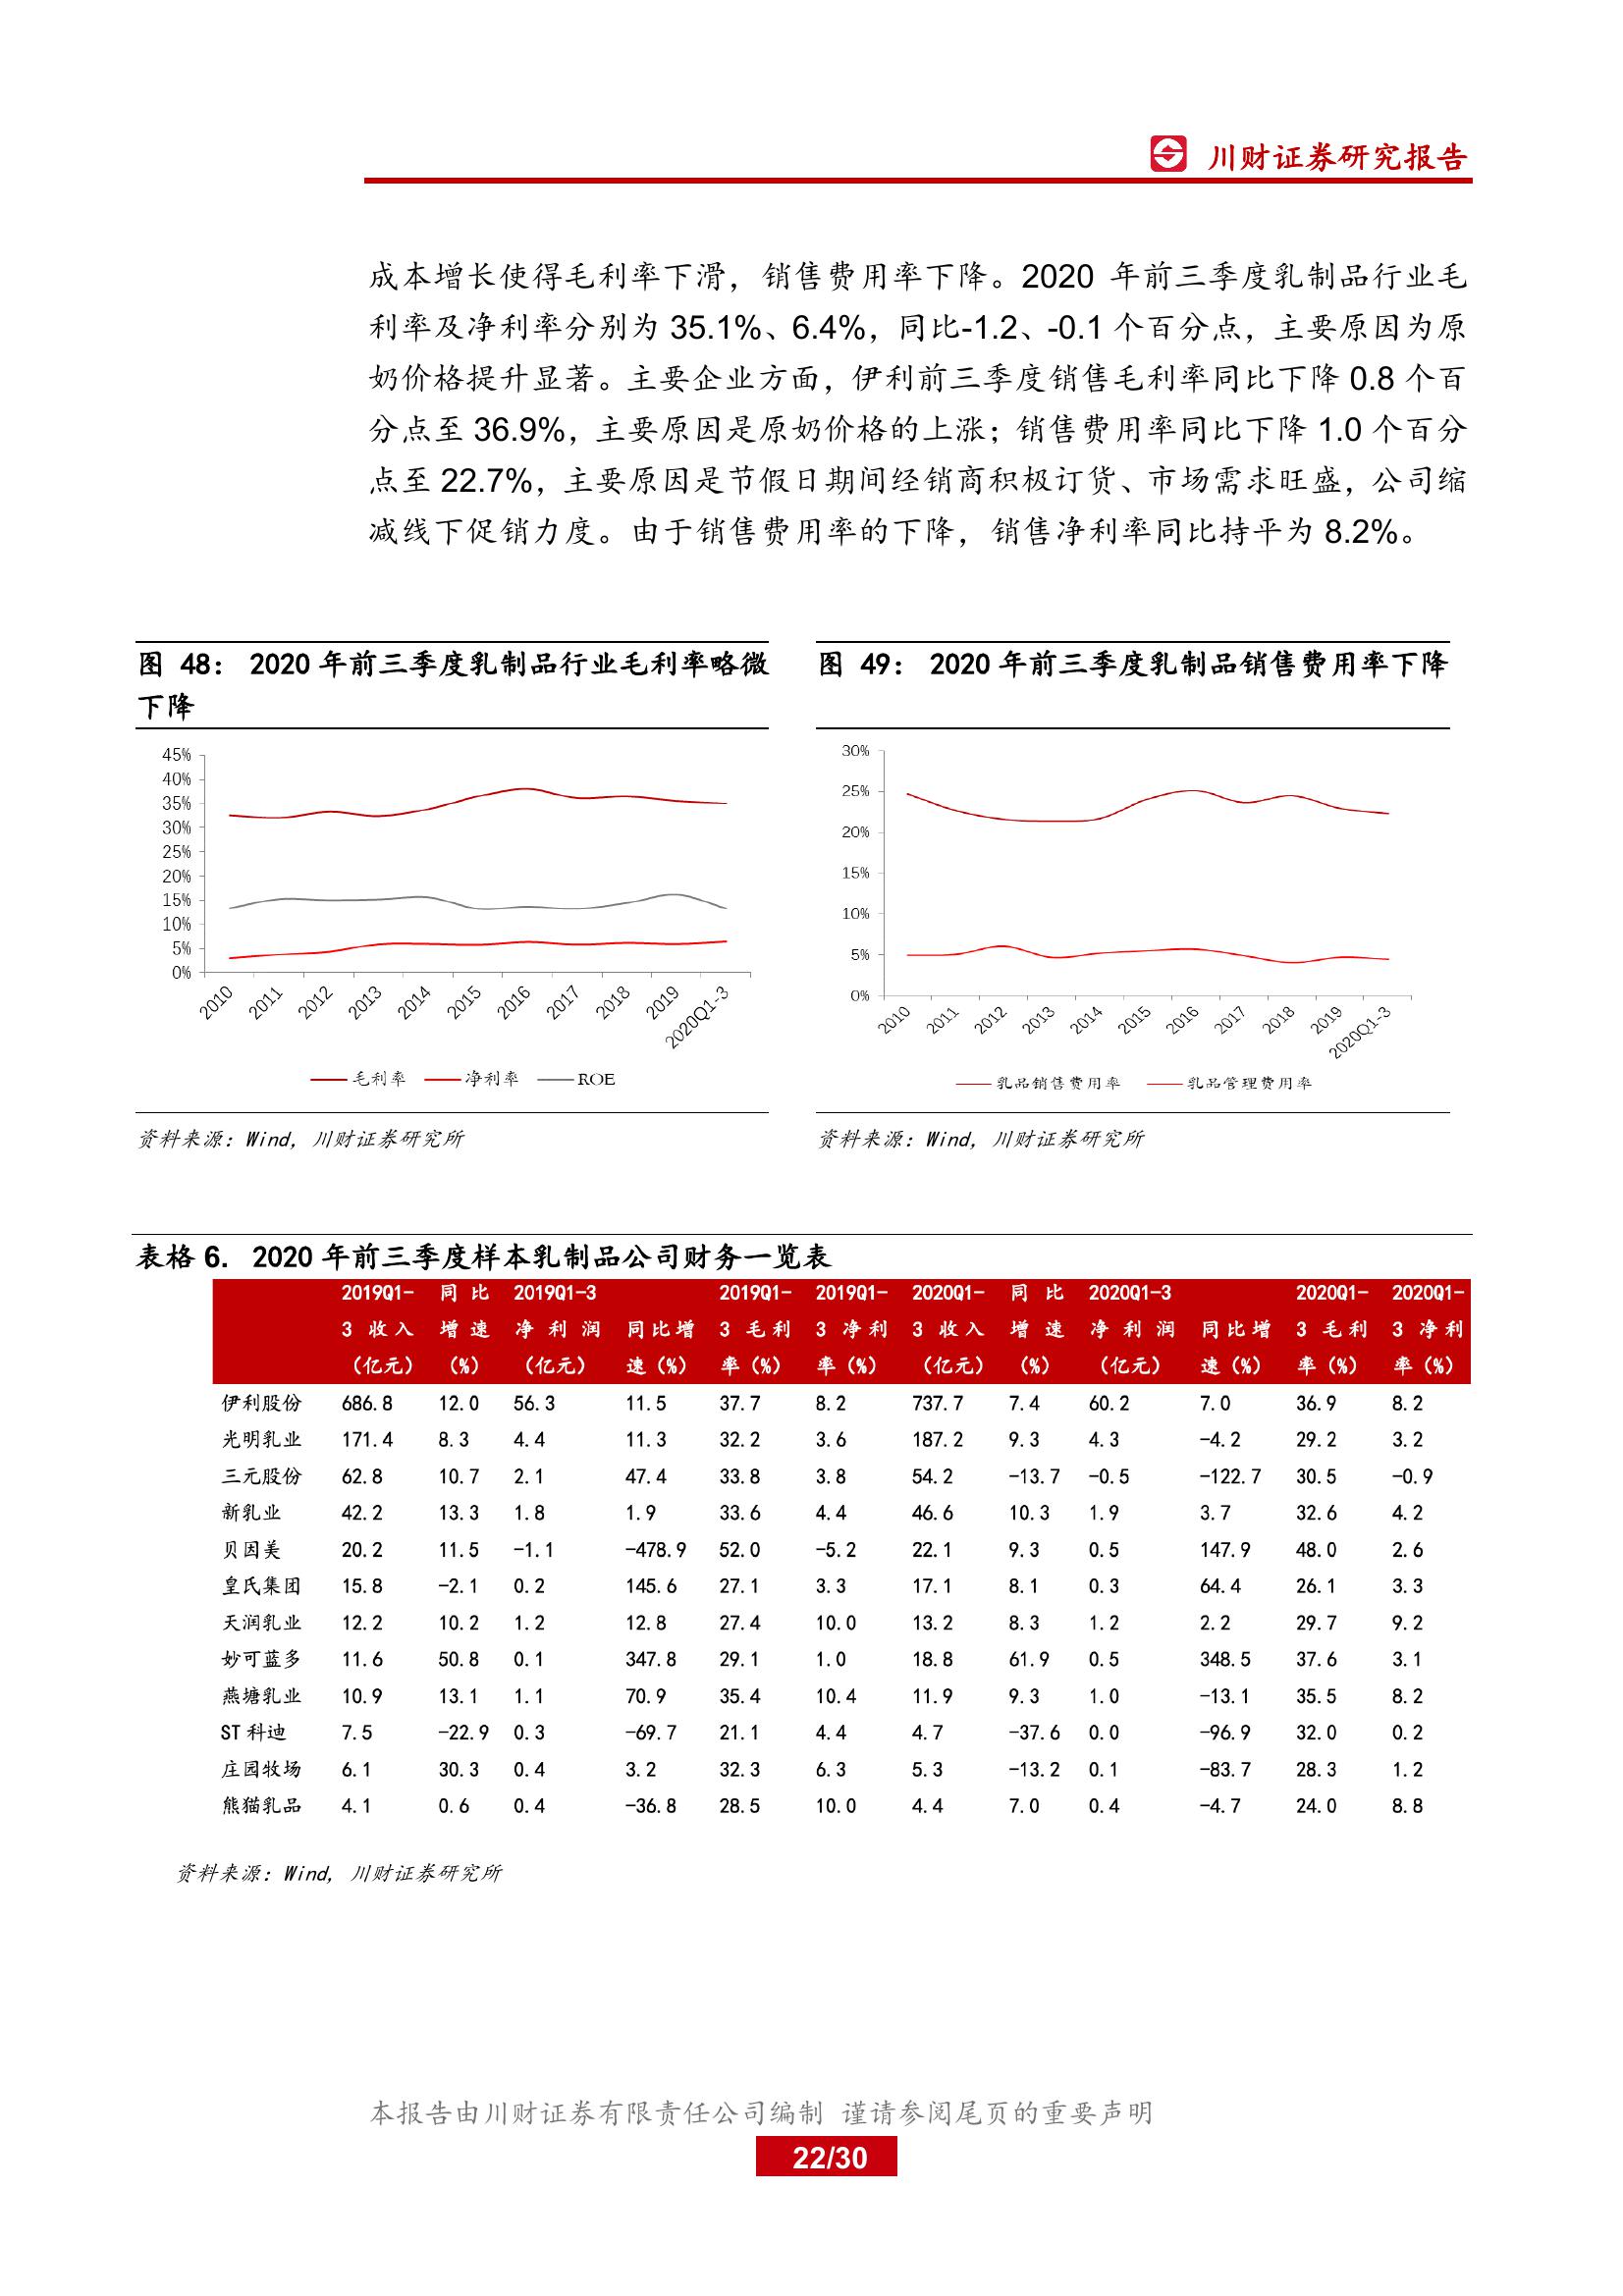 川财证券研究报告
成本增长使得毛利率下滑，销售费用率下降。2020 年前三季度乳制品行业毛
利率及净利率分别为 35.1%、6.4%，同比-1.2、-0.1 个百分点，主要原因为原
奶价格提升显著。主要企业方面，伊利前三季度销售毛利率同比下降 0.8 个百
分点至 36.9%，主要原因是原奶价格的上涨；销售费用率同比下降 1.0 个百分
点至 22.7%，主要原因是节假日期间经销商积极订货、市场需求旺盛，公司缩
减线下促销力度。由于销售费用率的下降，销售净利率同比持平为 8.2%。
图 48： 2020 年前三季度乳制品行业毛利率略微
下降
45%
40%
35%
30%
25%
20%
15%
10%
5%
0%
2010 2011 2012 2013 2014 2015 2016 2017 2018 2019 2020Q1-3
毛利率 净利率 ROE
资料来源：Wind, 川财证券研究所
图 49： 2020 年前三季度乳制品销售费用率下降
30%
25%
20%
15%
10%
5%
0%
2010 2011 2012 2013 2014 2015 2016 2017 2018 2019 2020Q1-3
乳品销售费用率 乳品管理费用率
资料来源：Wind, 川财证券研究所
表格 6. 2020 年前三季度样本乳制品公司财务一览表
2019Q1- 同比 2019Q1-3 2019Q1- 2019Q1- 2020Q1- 同比 2020Q1-3 2020Q1- 2020Q1-
3 收入 增速 净利润 同比增 3 毛利 3 净利 3 收入 增速 净利润 同比增 3 毛利 3 净利
（亿元） （%） （亿元） 速（%） 率（%） 率（%） （亿元） （%） （亿元） 速（%） 率（%） 率（%）
伊利股份 686.8 12.0 56.3 11.5 37.7 8.2 737.7 7.4 60.2 7.0 36.9 8.2
光明乳业 171.4 8.3 4.4 11.3 32.2 3.6 187.2 9.3 4.3 -4.2 29.2 3.2
三元股份 62.8 10.7 2.1 47.4 33.8 3.8 54.2 -13.7 -0.5 -122.7 30.5 -0.9
新乳业 42.2 13.3 1.8 1.9 33.6 4.4 46.6 10.3 1.9 3.7 32.6 4.2
贝因美 20.2 11.5 -1.1 -478.9 52.0 -5.2 22.1 9.3 0.5 147.9 48.0 2.6
皇氏集团 15.8 -2.1 0.2 145.6 27.1 3.3 17.1 8.1 0.3 64.4 26.1 3.3
天润乳业 12.2 10.2 1.2 12.8 27.4 10.0 13.2 8.3 1.2 2.2 29.7 9.2
妙可蓝多 11.6 50.8 0.1 347.8 29.1 1.0 18.8 61.9 0.5 348.5 37.6 3.1
燕塘乳业 10.9 13.1 1.1 70.9 35.4 10.4 11.9 9.3 1.0 -13.1 35.5 8.2
ST 科迪 7.5 -22.9 0.3 -69.7 21.1 4.4 4.7 -37.6 0.0 -96.9 32.0 0.2
庄园牧场 6.1 30.3 0.4 3.2 32.3 6.3 5.3 -13.2 0.1 -83.7 28.3 1.2
熊猫乳品 4.1 0.6 0.4 -36.8 28.5 10.0 4.4 7.0 0.4 -4.7 24.0 8.8
资料来源：Wind, 川财证券研究所
本报告由川财证券有限责任公司编制 谨请参阅尾页的重要声明
22/30